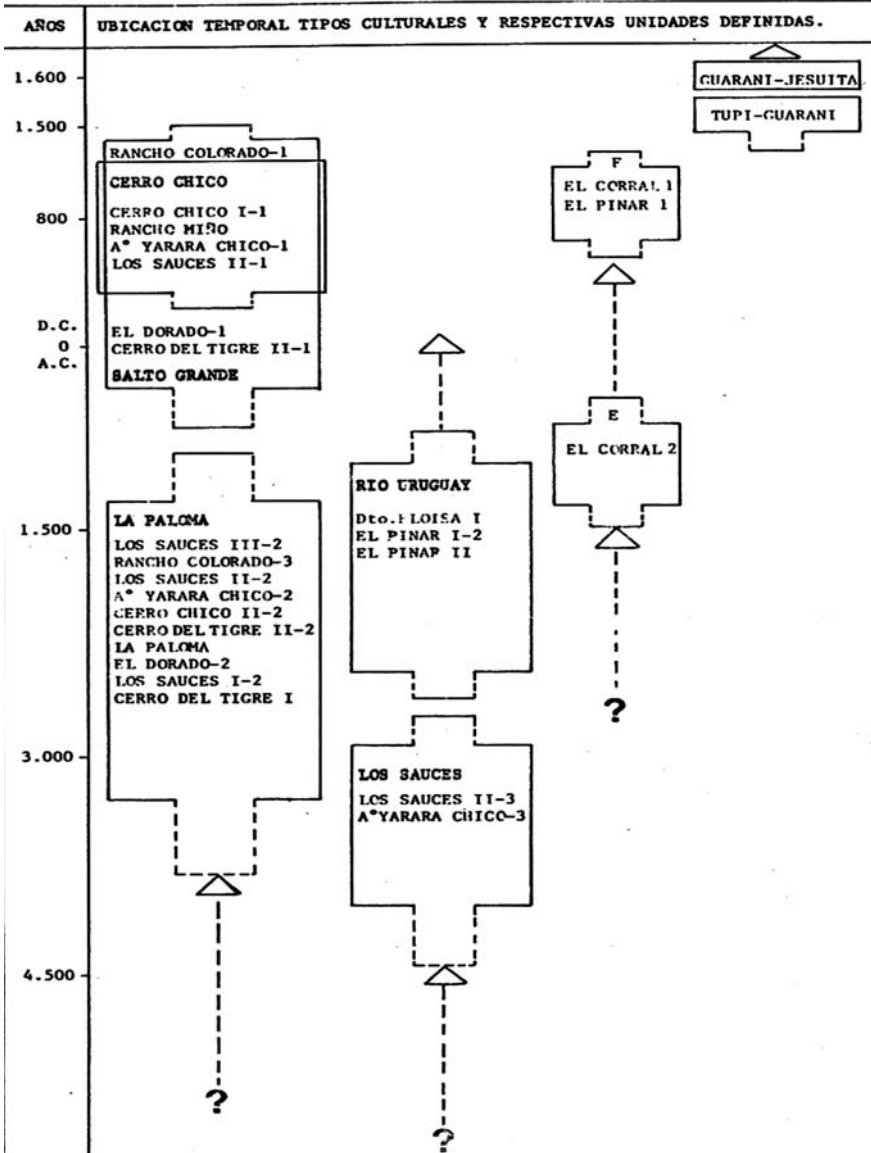 AÑOS
UBICACION TEMPORAL TIPOS CULTURALES Y RESPECTIVAS UNIDADES DEFINIDAS.
1.600
1.500
800
D.C.
0
A.C.
1.500
3.000
4.500
RANCHO COLORADO-1
CERRO CHICO
CERRO CHICO I-1
RANCHO MIÑO
A° YARARA CHICO-1
LOS SAUCES II-1
EL DORADO-1
CERRO DEL TIGRE II-1
SALTO GRANDE
LA PALOMA
LOS SAUCES III-2
RANCHO COLORADO-3
LOS SAUCES II-2
A° YARARA CHICO-2
CERRO CHICO II-2
CERRO DEL TIGRE II-2
LA PALOMA
EL DORADO-2
LOS SAUCES I-2
CERRO DEL TIGRE I
?
RIO URUGUAY
Dto. ELOISA I
EL PINAR I-2
EL PINAR II
LOS SAUCES
LOS SAUCES II-3
A°YARARA CHICO-3
?
F
EL CORRAL 1
EL PINAR 1
E
EL CORRAL 2
?
GUARANI-JESUITA
TUPI-GUARANI